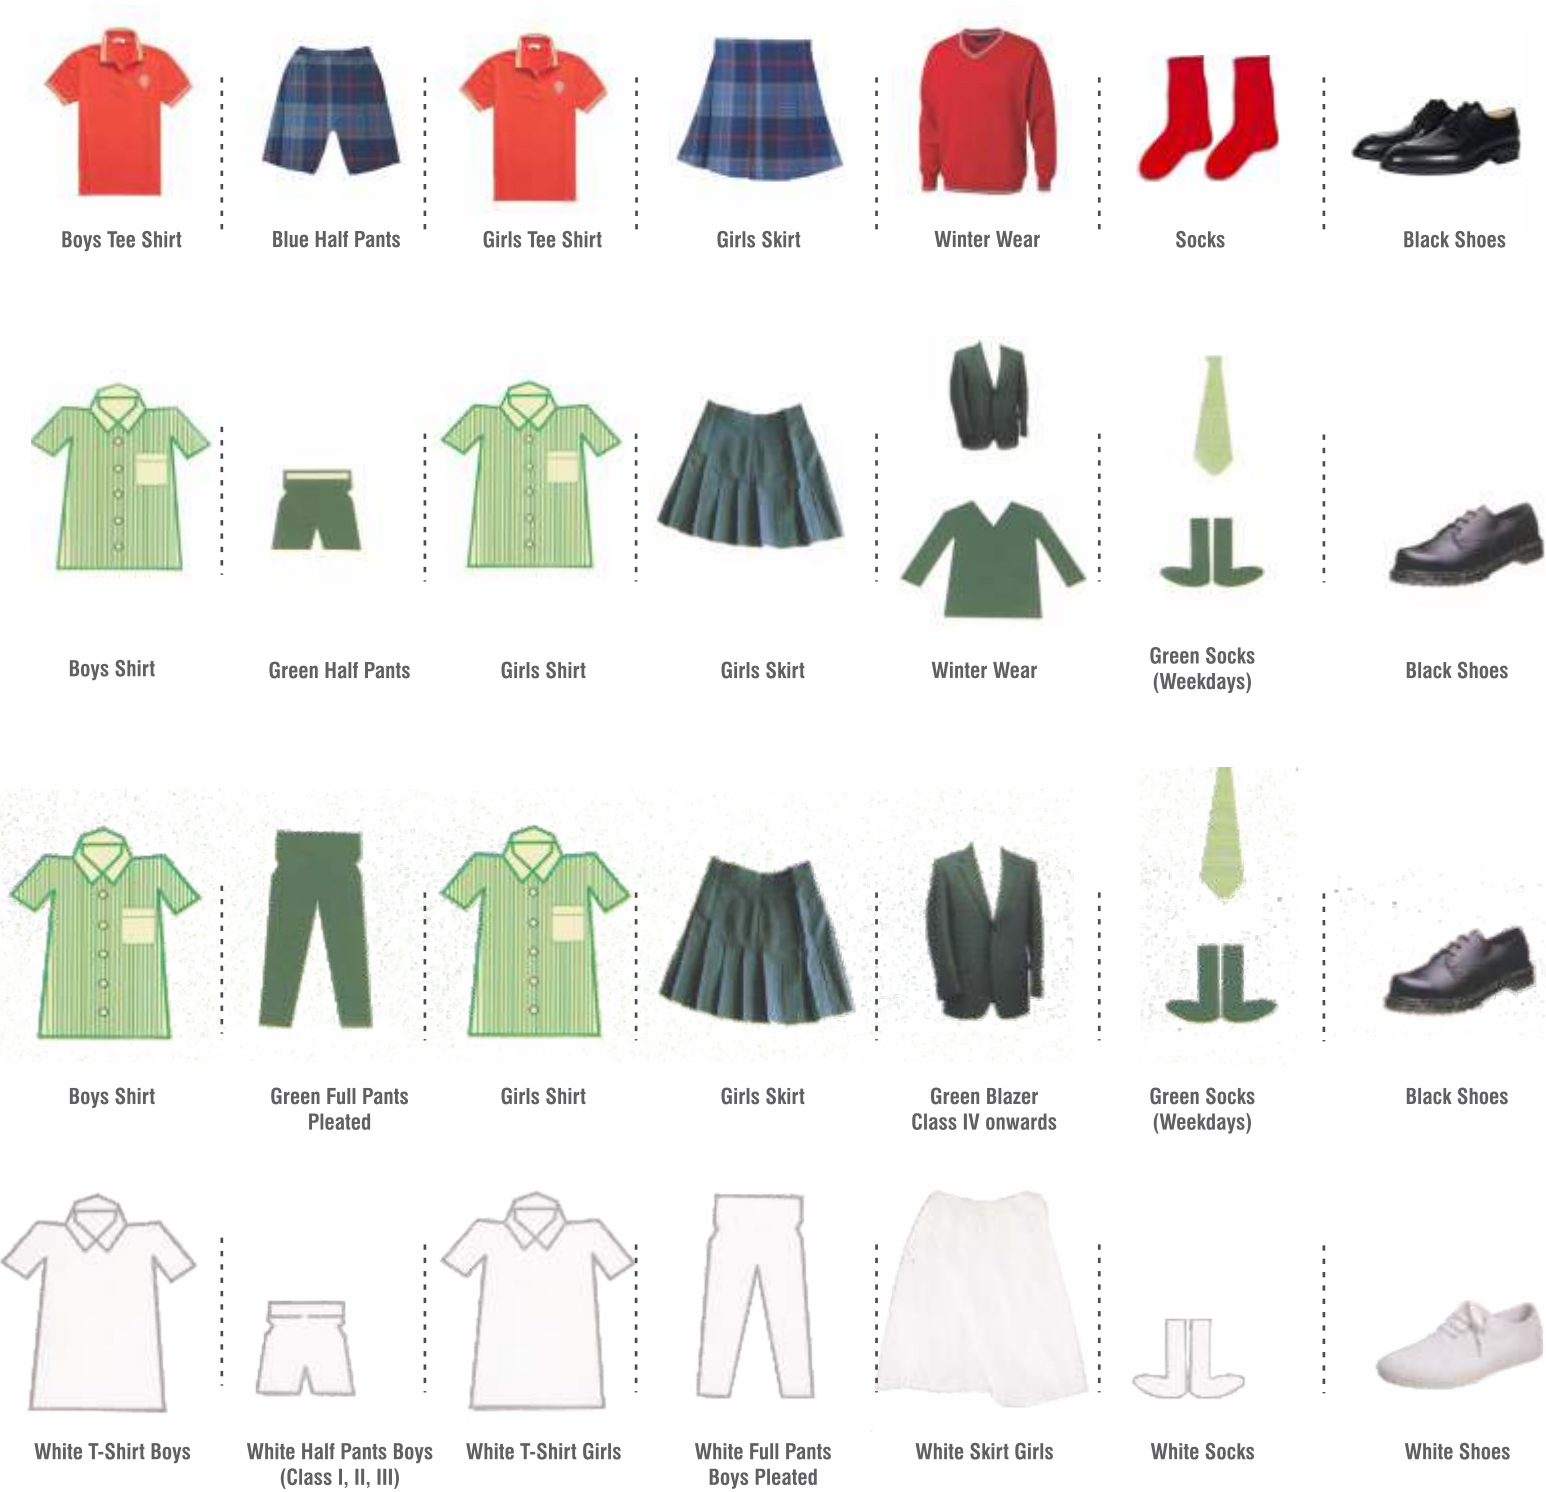 Boys Tee Shirt
Blue Half Pants
Girls Tee Shirt
Girls Skirt
Winter Wear
Socks
Black Shoes
Boys Shirt
Green Half Pants
Girls Shirt
Girls Skirt
Winter Wear
Green Socks
(Weekdays)
Black Shoes
Boys Shirt
Green Full Pants
Pleated
Girls Shirt
Girls Skirt
Green Blazer
Class IV onwards
Green Socks
(Weekdays)
Black Shoes
White T-Shirt Boys
White Half Pants Boys
(Class I, II, III)
White T-Shirt Girls
White Full Pants
Boys Pleated
White Skirt Girls
White Socks
White Shoes